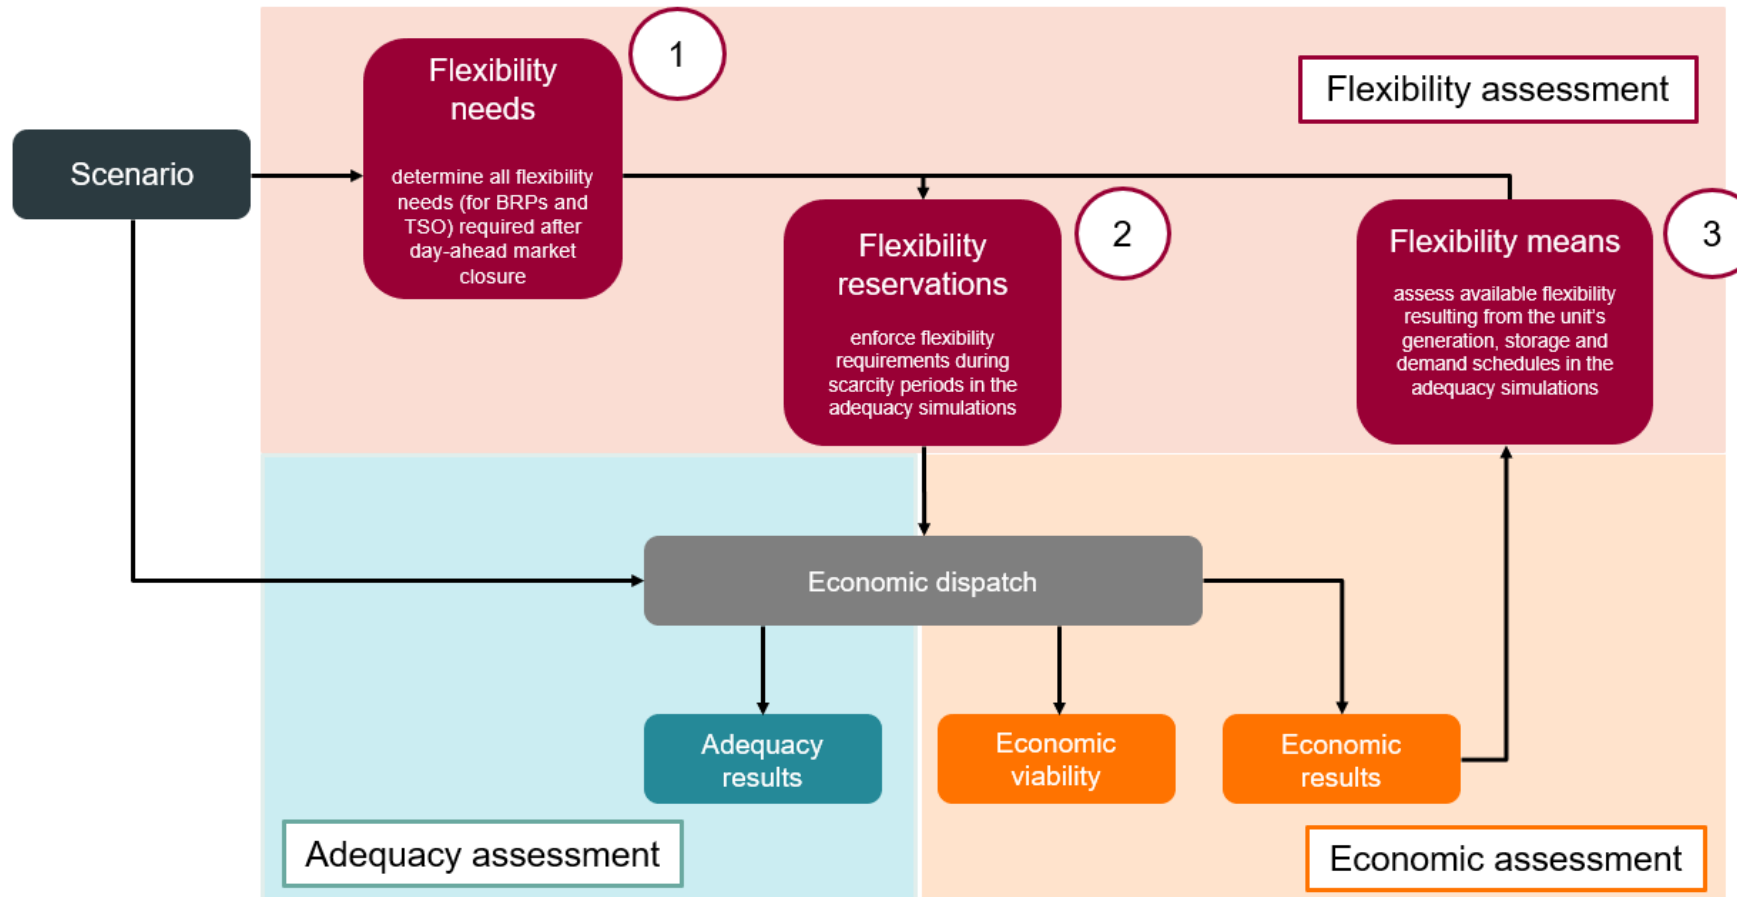 1
Flexibility
needs
determine all flexibility
needs (for BRPs and
TSO) required after
day-ahead market
closure
Flexibility assessment
Scenario
2
Flexibility
reservations
enforce flexibility
requirements during
scarcity periods in the
adequacy simulations
3
Flexibility means
assess available flexibility
resulting from the unit's
generation, storage and
demand schedules in the
adequacy simulations
Economic dispatch
Adequacy
results
Economic
viability
Economic
results
Adequacy assessment
Economic assessment